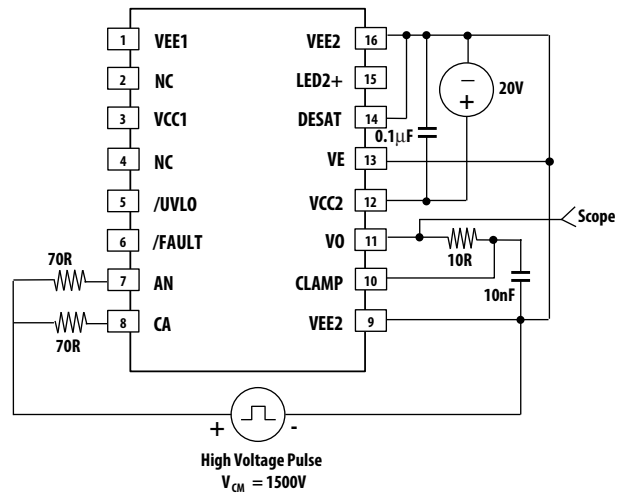 1 VEE1 VEE2 16
2 NC LED2+ 15
3 VCC1 DESAT 14
4 NC VE 13
5 /UVLO VCC2 12
6 /FAULT VO 11
7 AN CLAMP 10
8 CA VEE2 9
− + 20V
0.1µF
Scope
10R
10nF
70R
70R
+ -
High Voltage Pulse
VCM = 1500V